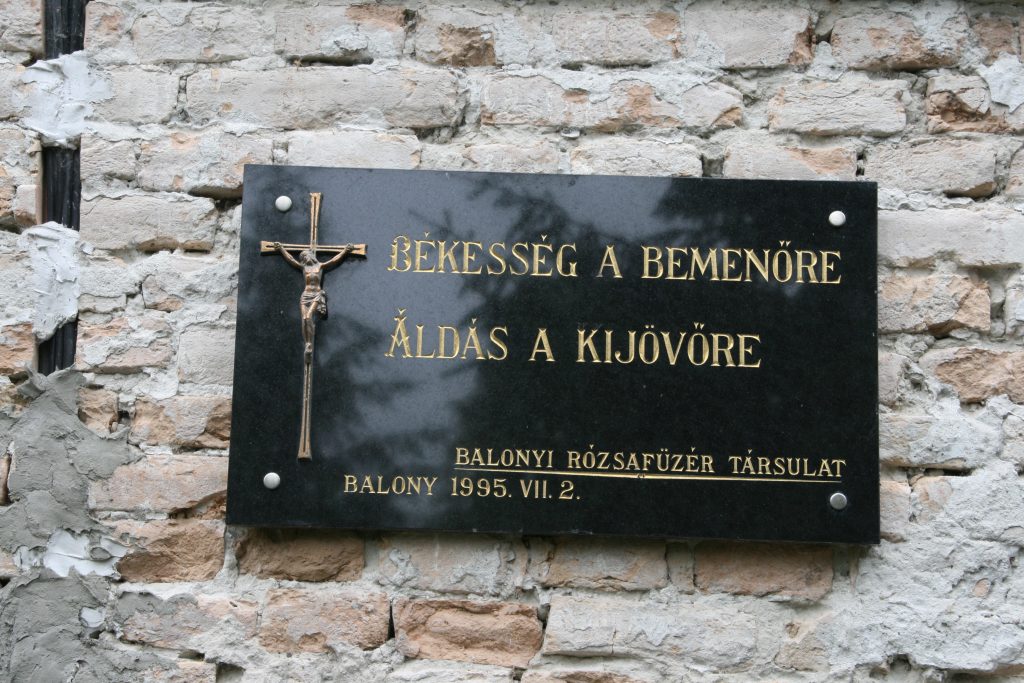 BÉKESSÉG A BEMENŐRE
ÁLDÁS A KIJÖVŐRE
BALONYI RÓZSAFÜZÉR TÁRSULAT
BALONY 1995. VII. 2.